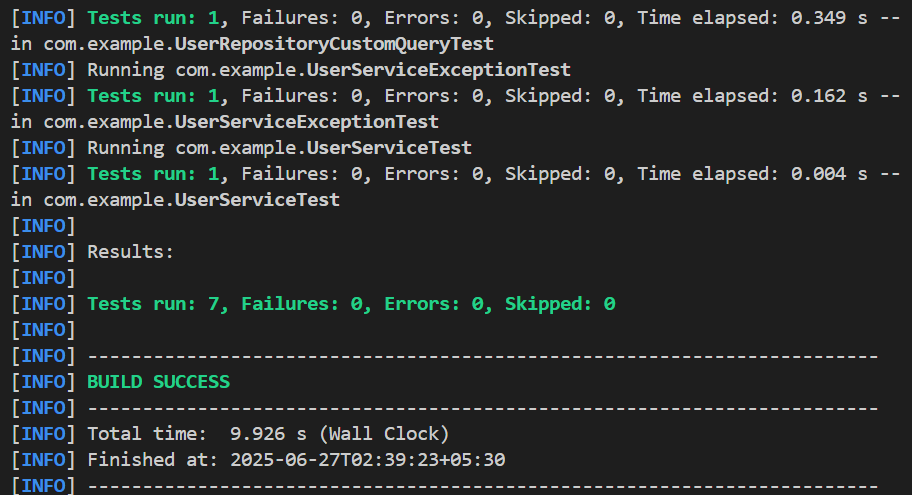 [INFO] Tests run: 1, Failures: 0, Errors: 0, Skipped: 0, Time elapsed: 0.349 s --
in com.example.UserRepositoryCustomQueryTest
[INFO] Running com.example.UserServiceExceptionTest
[INFO] Tests run: 1, Failures: 0, Errors: 0, Skipped: 0, Time elapsed: 0.162 s --
in com.example.UserServiceExceptionTest
[INFO] Running com.example.UserServiceTest
[INFO] Tests run: 1, Failures: 0, Errors: 0, Skipped: 0, Time elapsed: 0.004 s --
in com.example.UserServiceTest
[INFO]
[INFO] Results:
[INFO]
[INFO] Tests run: 7, Failures: 0, Errors: 0, Skipped: 0
[INFO]
[INFO] ------------------------------------------------------------------------
[INFO] BUILD SUCCESS
[INFO] ------------------------------------------------------------------------
[INFO] Total time:  9.926 s (Wall Clock)
[INFO] Finished at: 2025-06-27T02:39:23+05:30
[INFO] ------------------------------------------------------------------------